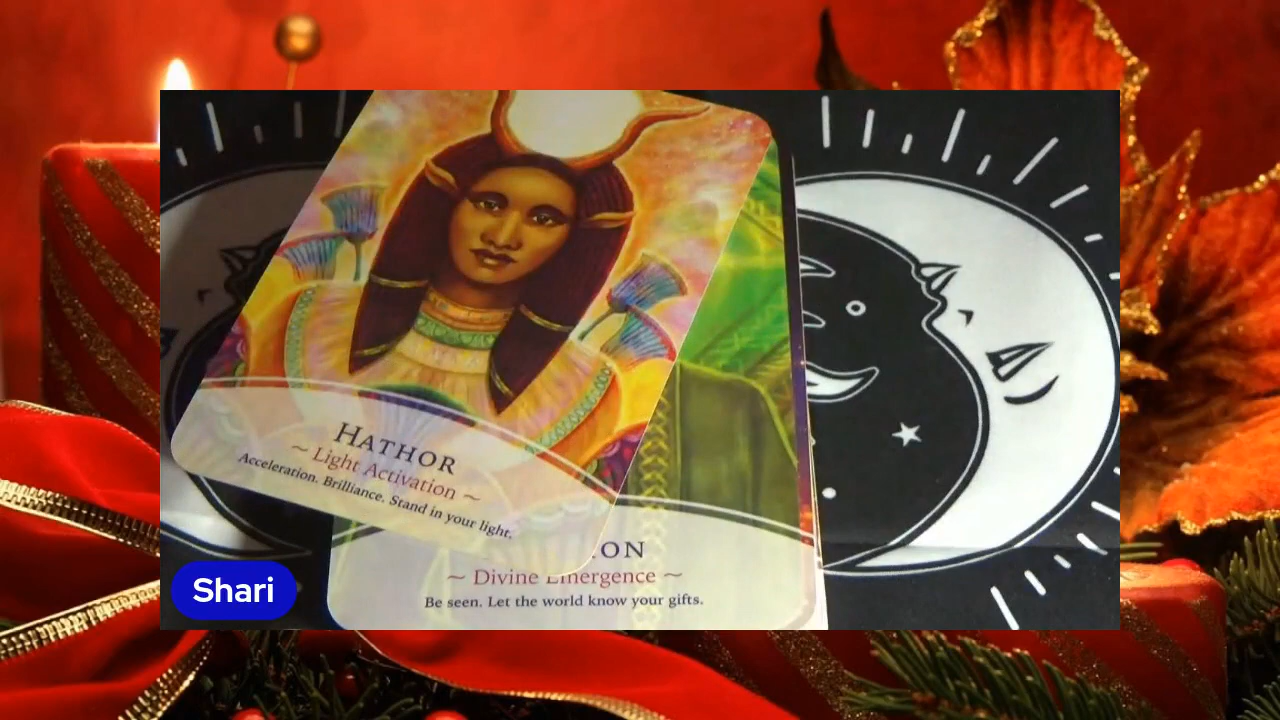 HATHOR
~ Light Activation ~
Acceleration. Brilliance. Stand in your light.
ON
~ Divine Emergence ~
Be seen. Let the world know your gifts.
Shari